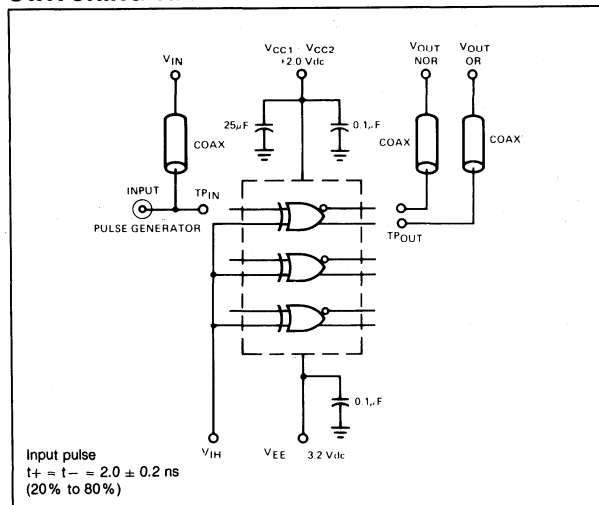 VIN
VCC1 VCC2
+2.0 Vdc
VOUT
NOR
VOUT
OR
25μF
0.1μF
COAX
COAX
COAX
INPUT
TPIN
PULSE GENERATOR
TPOUT
0.1μF
VIH
VEE 3.2 Vdc
Input pulse
t+ = t− = 2.0 ± 0.2 ns
(20% to 80%)